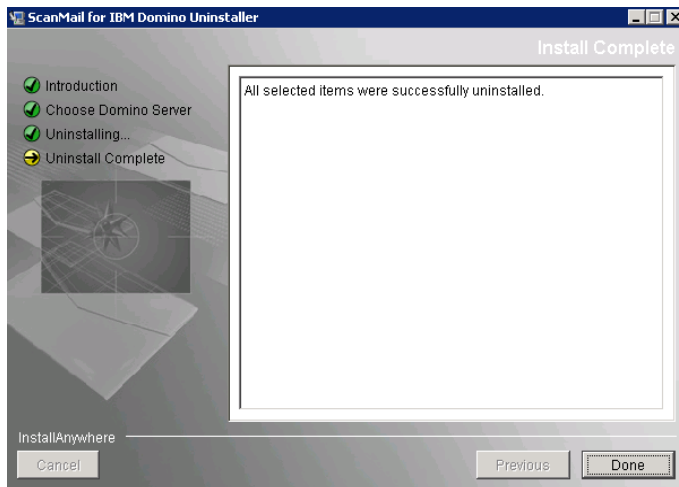 ScanMail for IBM Domino Uninstaller
Install Complete
Introduction
Choose Domino Server
Uninstalling...
Uninstall Complete
All selected items were successfully uninstalled.
InstallAnywhere
Cancel
Previous
Done